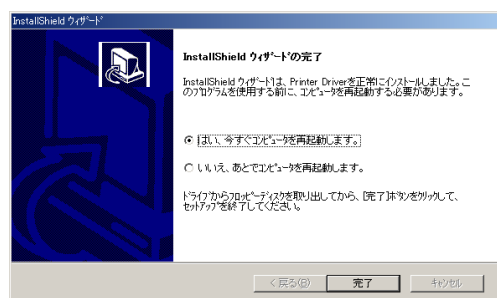 InstallShield ウィザード
InstallShield ウィザードの完了
InstallShield ウィザードは、Printer Driverを正常にインストールしました。こ
のプログラムを使用する前に、コンピュータを再起動する必要があります。
はい、今すぐコンピュータを再起動します。
いいえ、あとでコンピュータを再起動します。
ドライブからフロッピーディスクを取り出してから、[完了]ボタンをクリックして、
セットアップを終了してください。
< 戻る(B)
完了
キャンセル